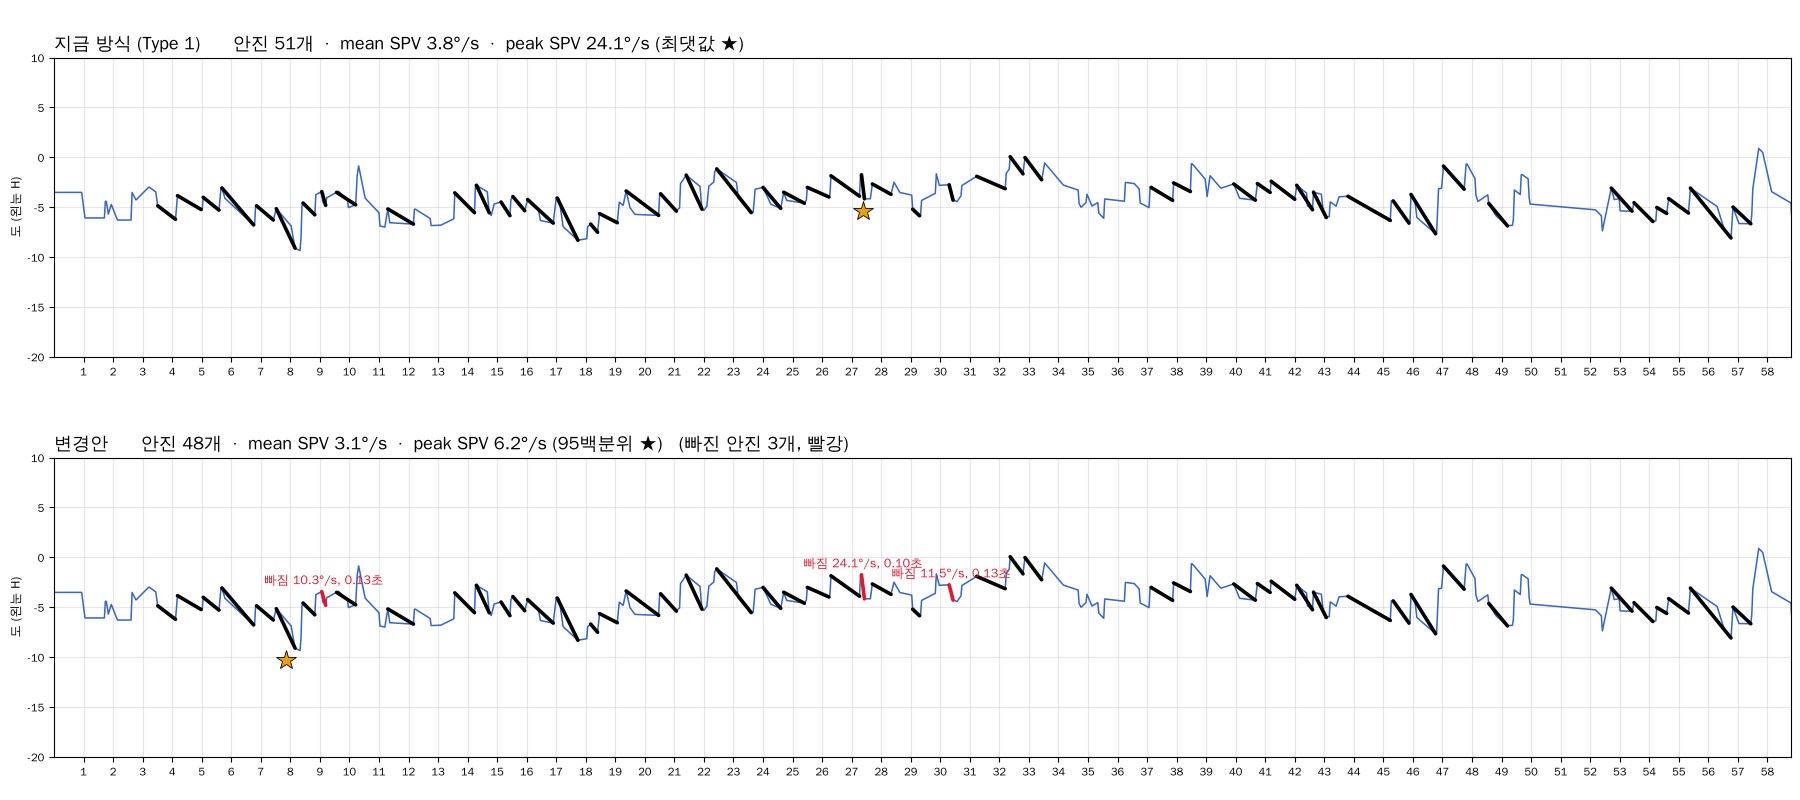 지금 방식 (Type 1) 안진 51개 · mean SPV 3.8°/s · peak SPV 24.1°/s (최댓값 ★)
10
5
0
-5
-10
-15
-20
도 (왼눈 H)
1 2 3 4 5 6 7 8 9 10 11 12 13 14 15 16 17 18 19 20 21 22 23 24 25 26 27 28 29 30 31 32 33 34 35 36 37 38 39 40 41 42 43 44 45 46 47 48 49 50 51 52 53 54 55 56 57 58
변경안 안진 48개 · mean SPV 3.1°/s · peak SPV 6.2°/s (95백분위 ★) (빠진 안진 3개, 빨강)
10
5
0
-5
-10
-15
-20
도 (왼눈 H)
빠짐 10.3°/s, 0.13초
빠짐 24.1°/s, 0.10초
빠짐 11.5°/s, 0.13초
1 2 3 4 5 6 7 8 9 10 11 12 13 14 15 16 17 18 19 20 21 22 23 24 25 26 27 28 29 30 31 32 33 34 35 36 37 38 39 40 41 42 43 44 45 46 47 48 49 50 51 52 53 54 55 56 57 58